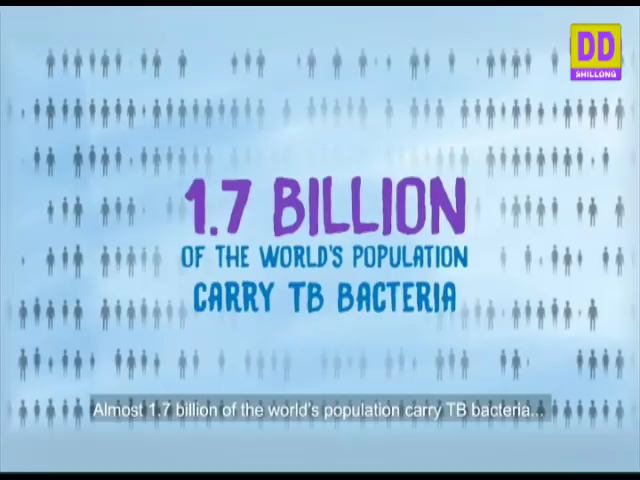 DD
SHILLONG
1.7 BILLION
OF THE WORLD'S POPULATION
CARRY TB BACTERIA
Almost 1.7 billion of the world's population carry TB bacteria...